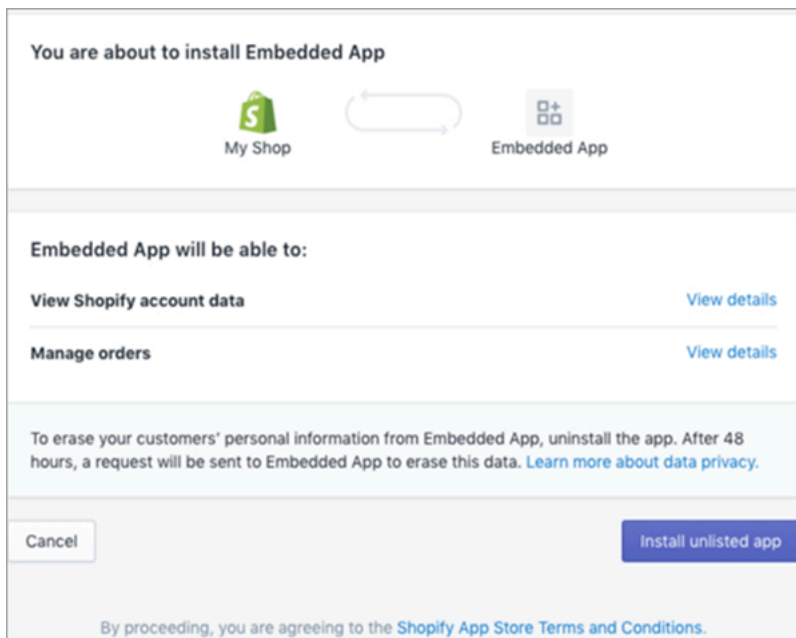 You are about to install Embedded App
My Shop
Embedded App
Embedded App will be able to:
View Shopify account data
View details
Manage orders
View details
To erase your customers' personal information from Embedded App, uninstall the app. After 48
hours, a request will be sent to Embedded App to erase this data. Learn more about data privacy.
Cancel
Install unlisted app
By proceeding, you are agreeing to the Shopify App Store Terms and Conditions.